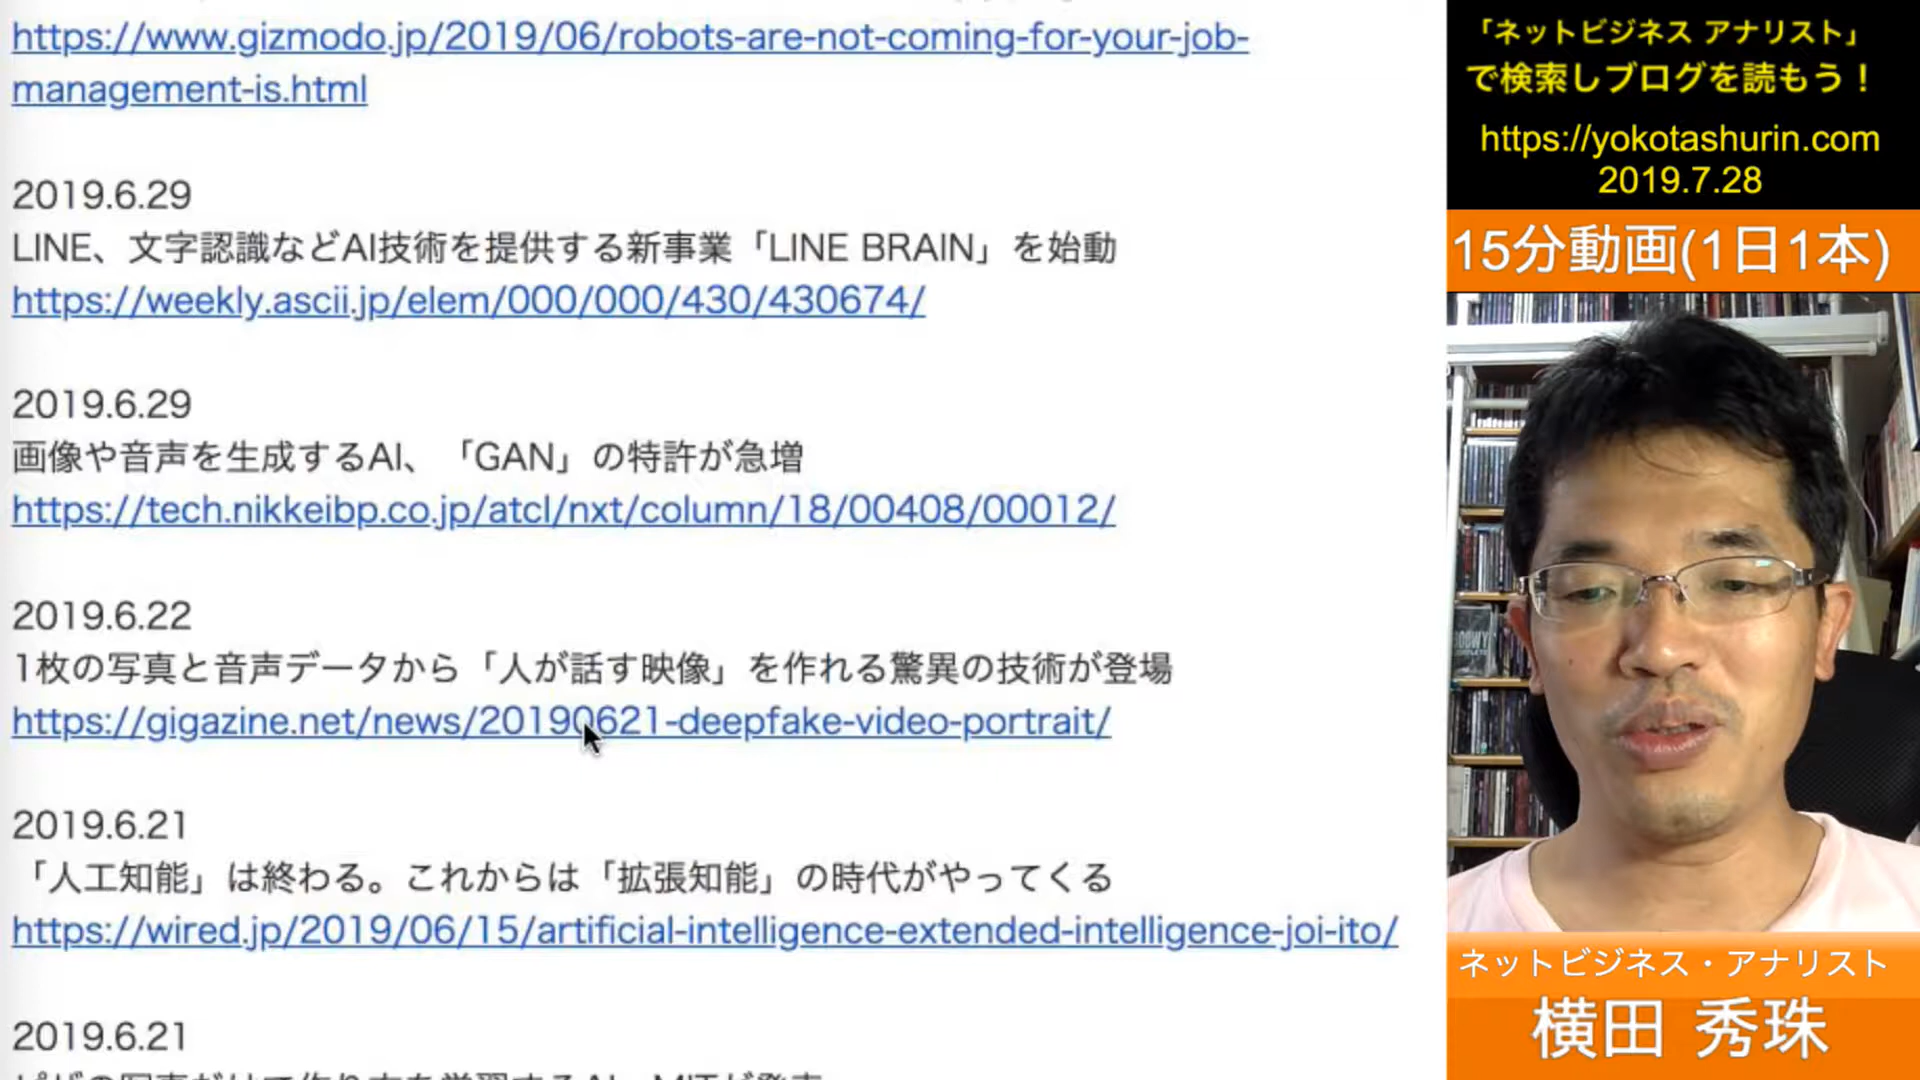 https://www.gizmodo.jp/2019/06/robots-are-not-coming-for-your-job-
management-is.html
2019.6.29
LINE、文字認識などAI技術を提供する新事業「LINE BRAIN」を始動
https://weekly.ascii.jp/elem/000/000/430/430674/
2019.6.29
画像や音声を生成するAI、「GAN」の特許が急増
https://tech.nikkeibp.co.jp/atcl/nxt/column/18/00408/00012/
2019.6.22
1枚の写真と音声データから「人が話す映像」を作れる驚異の技術が登場
https://gigazine.net/news/20190621-deepfake-video-portrait/
2019.6.21
「人工知能」は終わる。これからは「拡張知能」の時代がやってくる
https://wired.jp/2019/06/15/artificial-intelligence-extended-intelligence-joi-ito/
2019.6.21
「ネットビジネス アナリスト」
で検索しブログを読もう！
https://yokotashurin.com
2019.7.28
15分動画(1日1本)
ネットビジネス・アナリスト
横田 秀珠